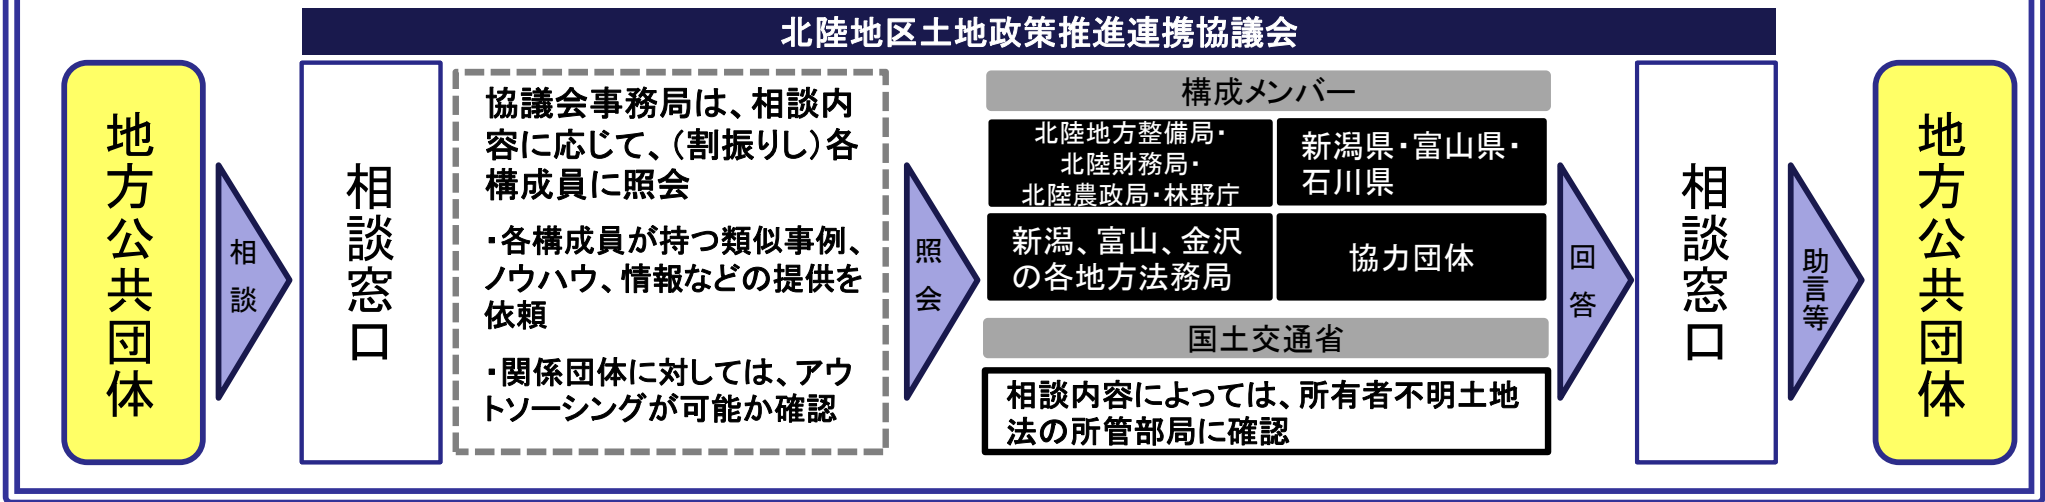 北陸地区土地政策推進連携協議会
地方公共団体
相談
相談窓口
協議会事務局は、相談内
容に応じて、（割振りし）各
構成員に照会
・各構成員が持つ類似事例、
ノウハウ、情報などの提供を
依頼
・関係団体に対しては、アウ
トソーシングが可能か確認
照会
構成メンバー
北陸地方整備局・
北陸財務局・
北陸農政局・林野庁
新潟県・富山県・
石川県
新潟、富山、金沢
の各地方法務局
協力団体
国土交通省
相談内容によっては、所有者不明土地
法の所管部局に確認
回答
相談窓口
助言等
地方公共団体